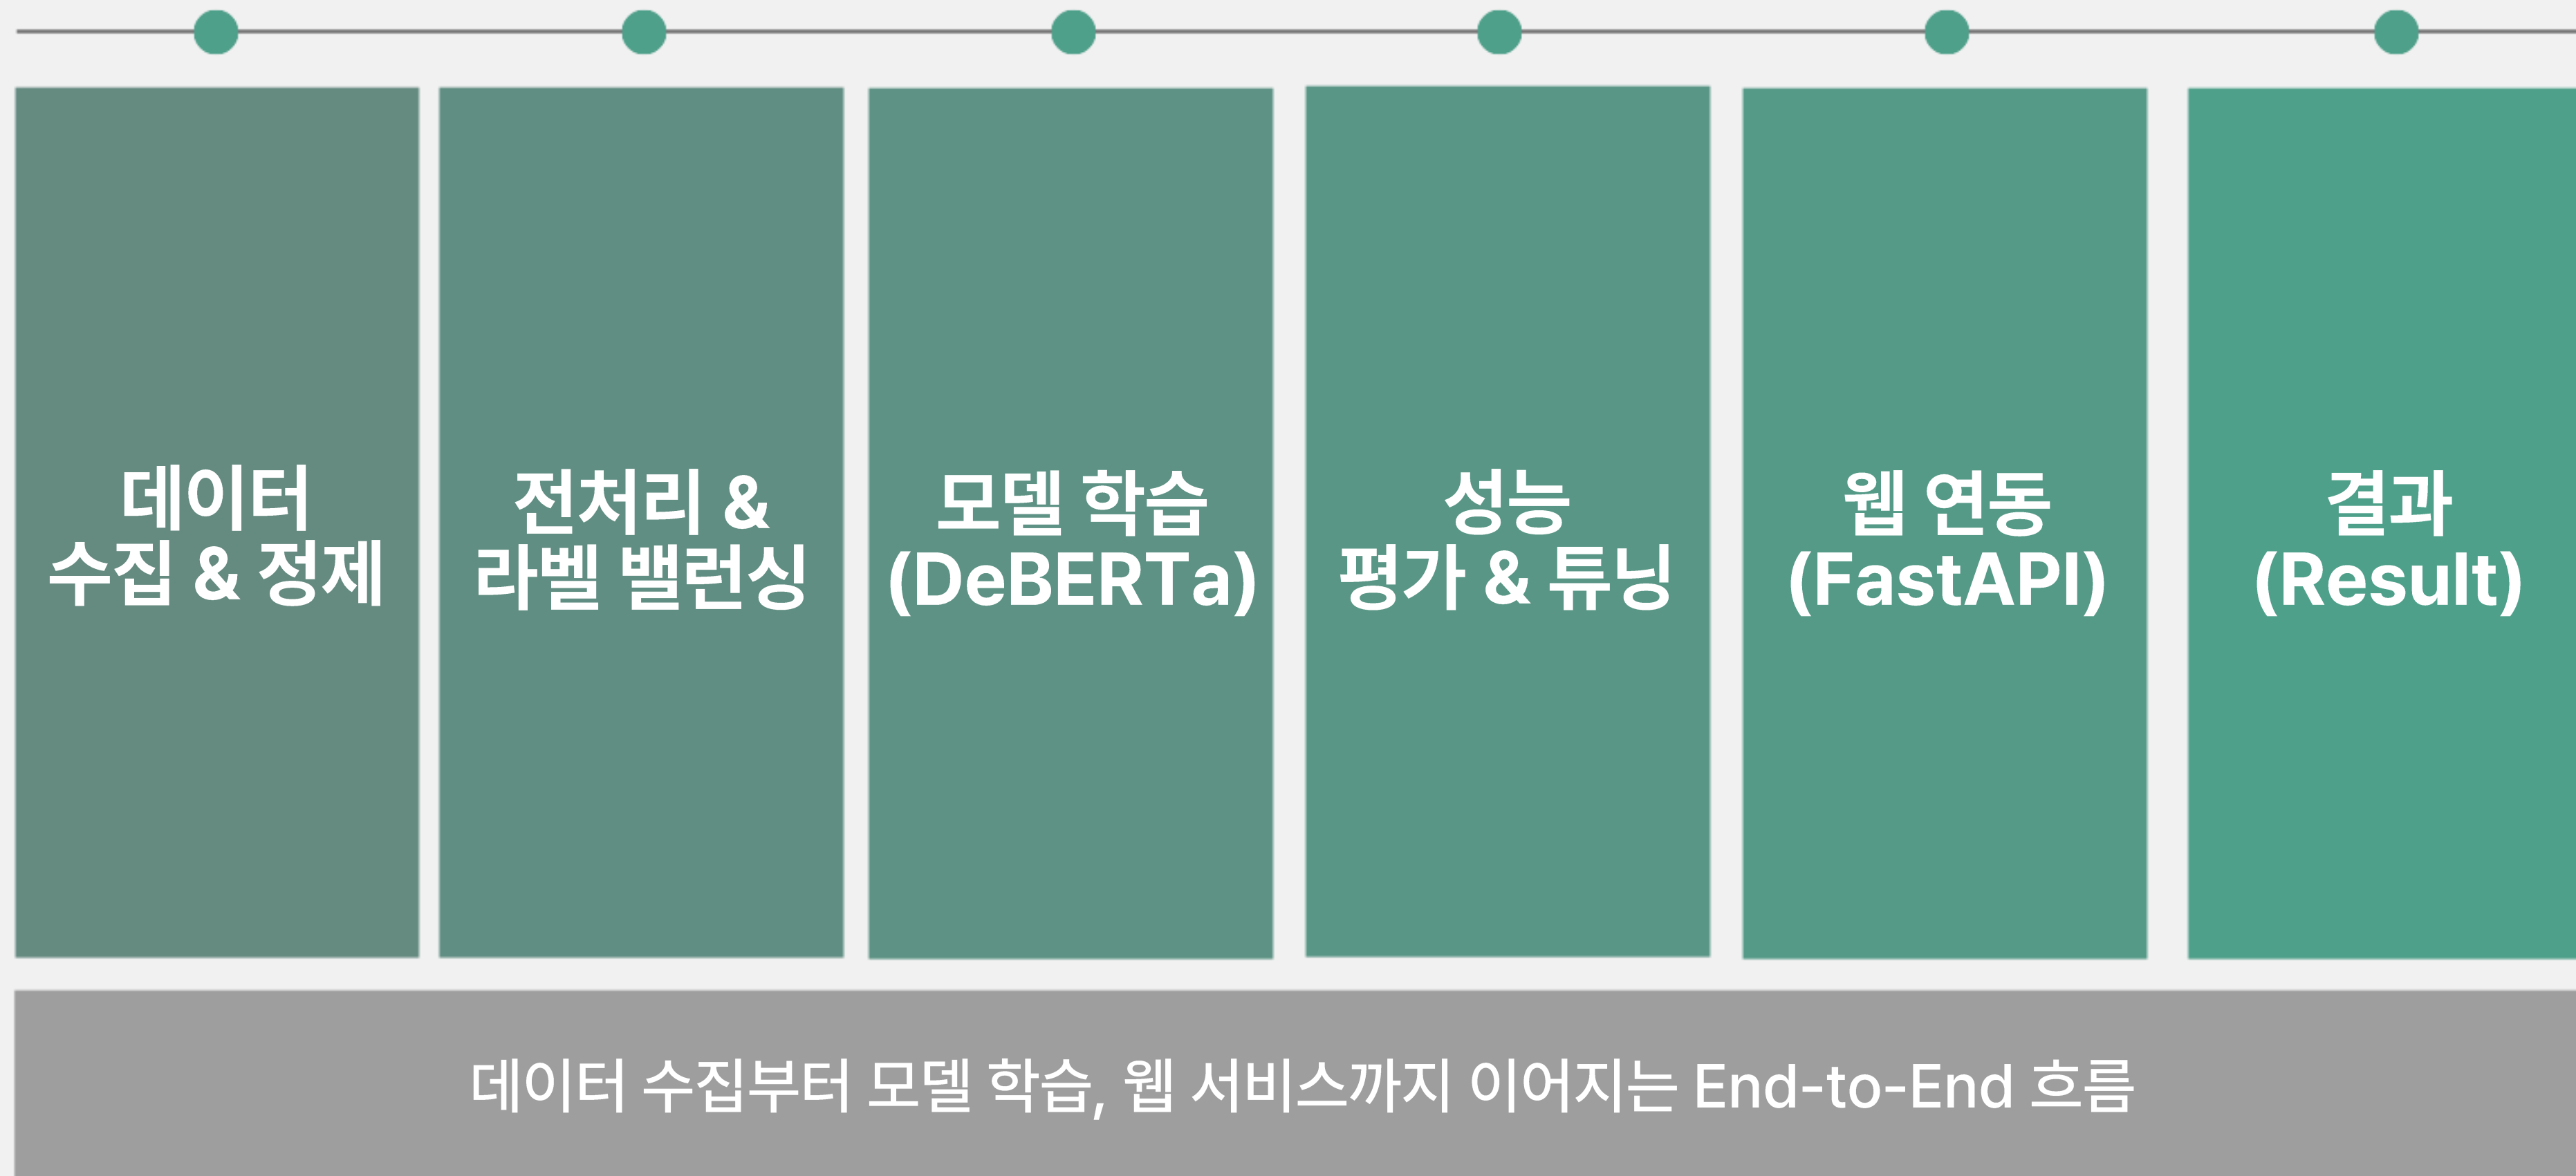 데이터
수집 & 정제
전처리 &
라벨 밸런싱
모델 학습
(DeBERTa)
성능
평가 & 튜닝
웹 연동
(FastAPI)
결과
(Result)
데이터 수집부터 모델 학습, 웹 서비스까지 이어지는 End-to-End 흐름